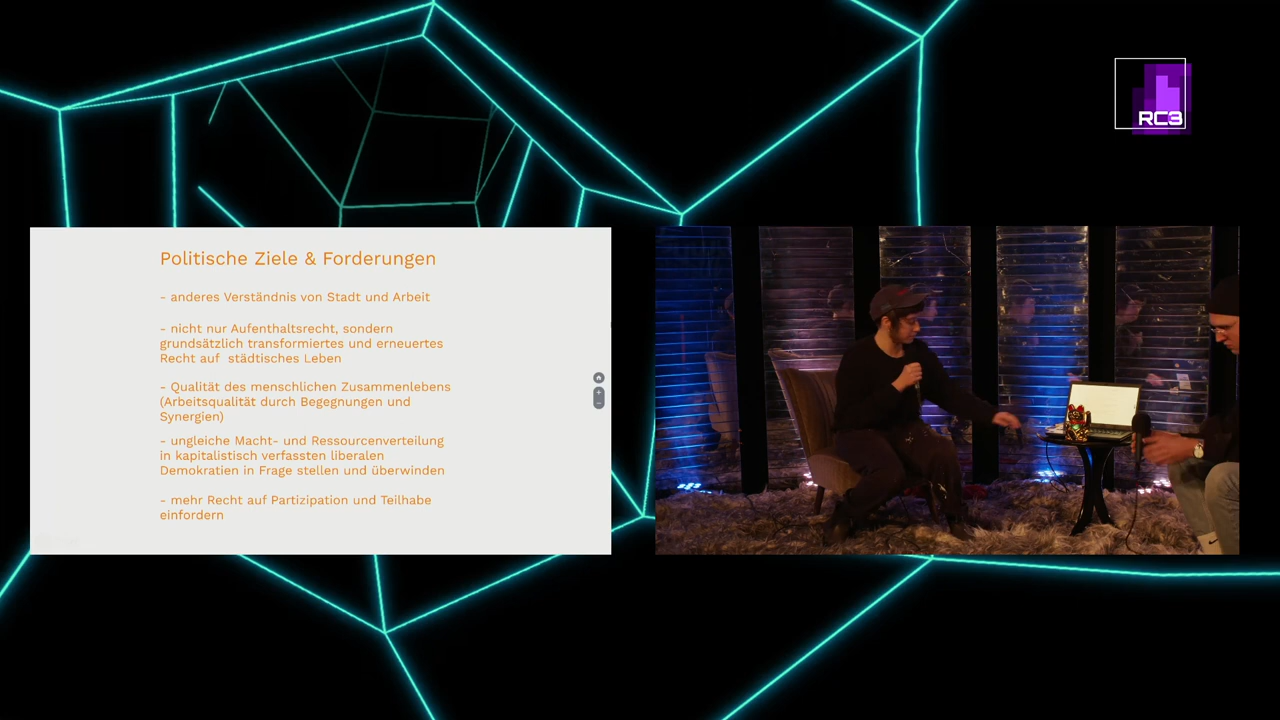 RC3
Politische Ziele & Forderungen
- anderes Verständnis von Stadt und Arbeit
- nicht nur Aufenthaltsrecht, sondern
grundsätzlich transformiertes und erneuertes
Recht auf städtisches Leben
- Qualität des menschlichen Zusammenlebens
(Arbeitsqualität durch Begegnungen und
Synergien)
- ungleiche Macht- und Ressourcenverteilung
in kapitalistisch verfassten liberalen
Demokratien in Frage stellen und überwinden
- mehr Recht auf Partizipation und Teilhabe
einfordern